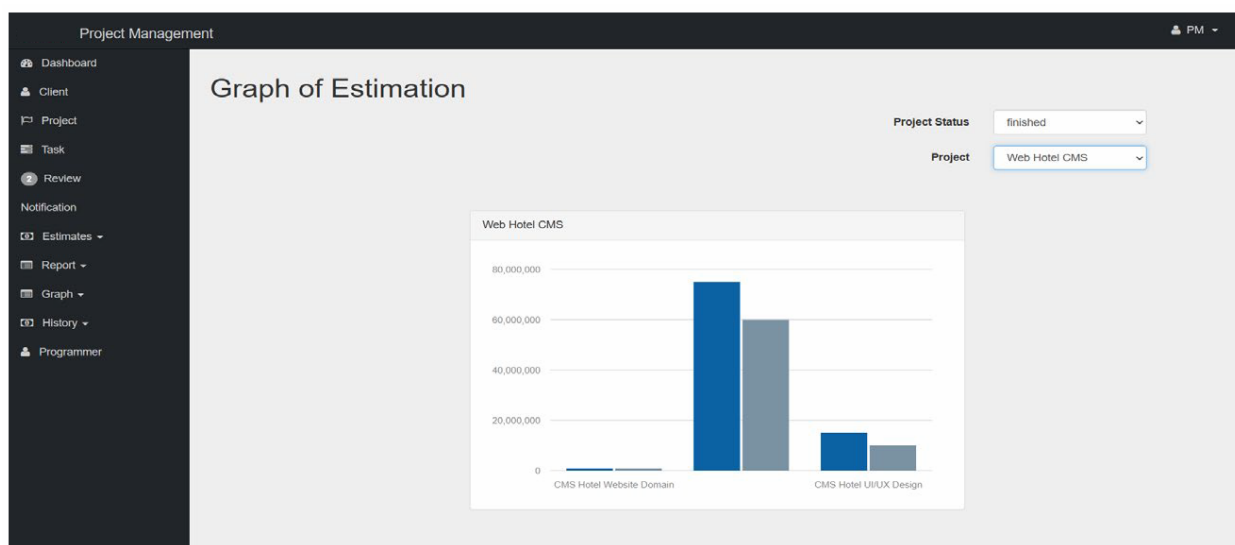 Project Management
PM
Dashboard
Client
Project
Task
2 Review
Notification
Estimates
Report
Graph
History
Programmer
Graph of Estimation
Project Status finished
Project Web Hotel CMS
Web Hotel CMS
80,000,000
60,000,000
40,000,000
20,000,000
0
CMS Hotel Website Domain
CMS Hotel UI/UX Design